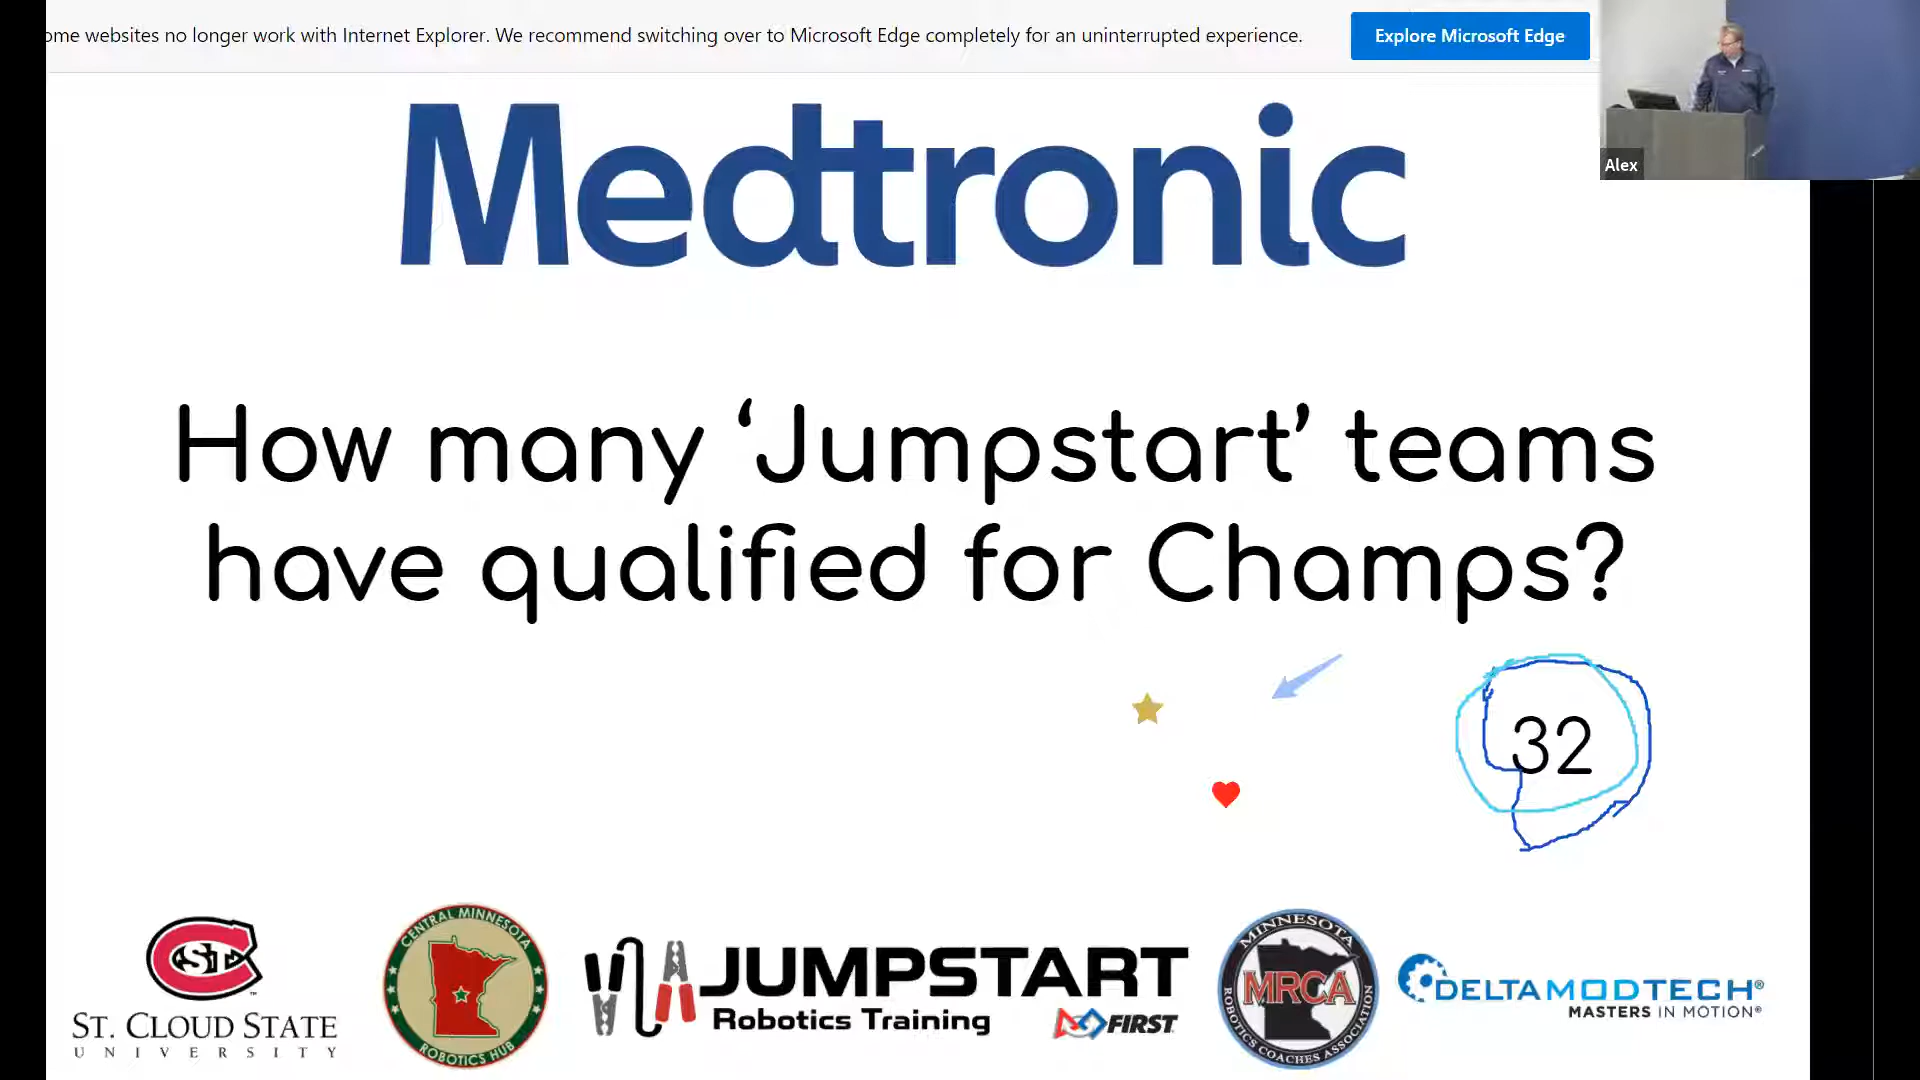 ome websites no longer work with Internet Explorer. We recommend switching over to Microsoft Edge completely for an uninterrupted experience.
Explore Microsoft Edge
Alex
Medtronic
How many ‘Jumpstart’ teams
have qualified for Champs?
32
STC
ST. CLOUD STATE
UNIVERSITY
CENTRAL MINNESOTA
ROBOTICS HUB
JUMPSTART
Robotics Training
FIRST
MINNESOTA
MRCA
ROBOTICS COACHES ASSOCIATION
DELTAMODTECH®
MASTERS IN MOTION®